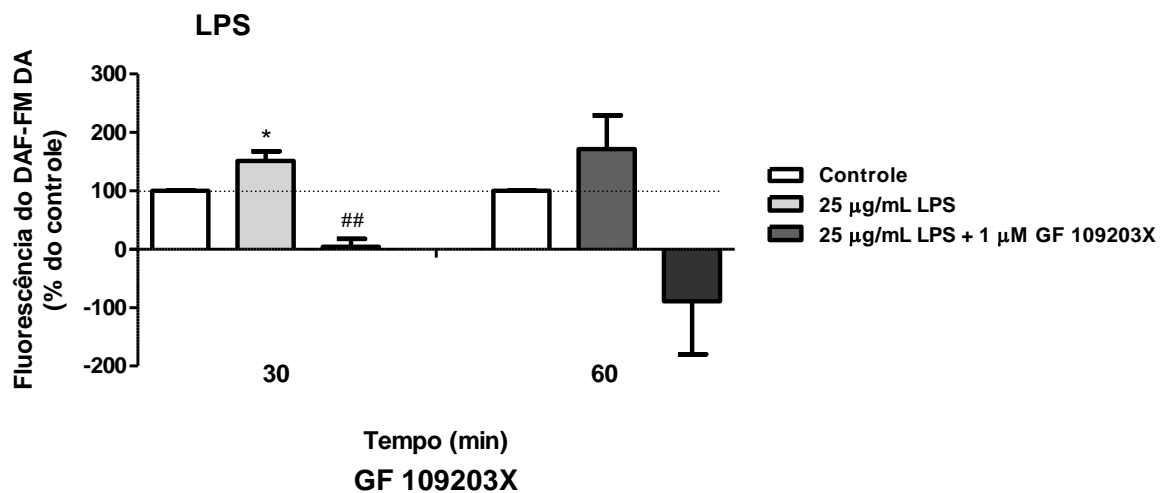 LPS
Fluorescência do DAF-FM DA
(% do controle)
300
200
100
0
-100
-200
*
##
30
60
Tempo (min)
GF 109203X
Controle
25 µg/mL LPS
25 µg/mL LPS + 1 µM GF 109203X